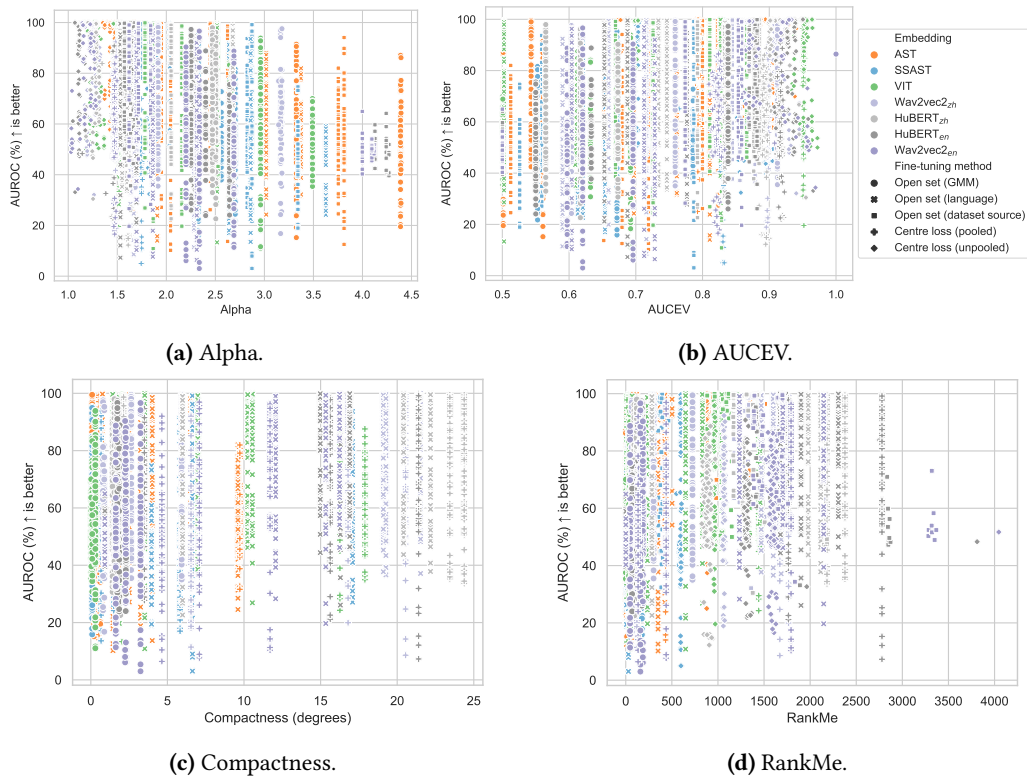 AUROC (%) ↑ is better
100
80
60
40
20
0
1.0 1.5 2.0 2.5 3.0 3.5 4.0 4.5
Alpha
(a) Alpha.
AUROC (%) ↑ is better
100
80
60
40
20
0
0.5 0.6 0.7 0.8 0.9 1.0
AUCEV
(b) AUCEV.
Embedding
AST
SSAST
VIT
Wav2vec2zh
HuBERTzh
HuBERTen
Wav2vec2en
Fine-tuning method
Open set (GMM)
Open set (language)
Open set (dataset source)
Centre loss (pooled)
Centre loss (unpooled)
AUROC (%) ↑ is better
100
80
60
40
20
0
0 5 10 15 20 25
Compactness (degrees)
(c) Compactness.
AUROC (%) ↑ is better
100
80
60
40
20
0
0 500 1000 1500 2000 2500 3000 3500 4000
RankMe
(d) RankMe.